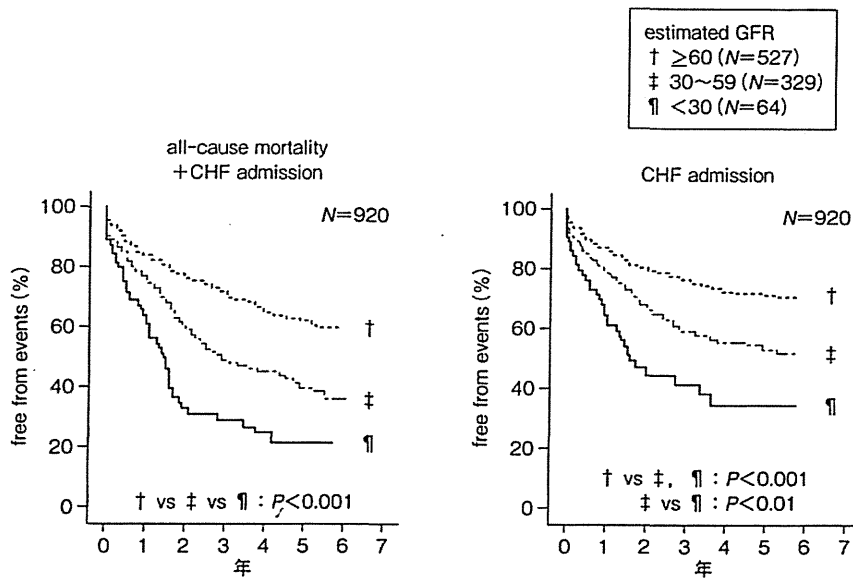 estimated GFR
† ≥60 (N=527)
‡ 30~59 (N=329)
¶ <30 (N=64)
all-cause mortality
+CHF admission
N=920
free from events (%)
100
80
60
40
20
0
†
‡
¶
† vs ‡ vs ¶ : P<0.001
0 1 2 3 4 5 6 7
年
CHF admission
N=920
free from events (%)
100
80
60
40
20
0
†
‡
¶
† vs ‡, ¶ : P<0.001
‡ vs ¶ : P<0.01
0 1 2 3 4 5 6 7
年